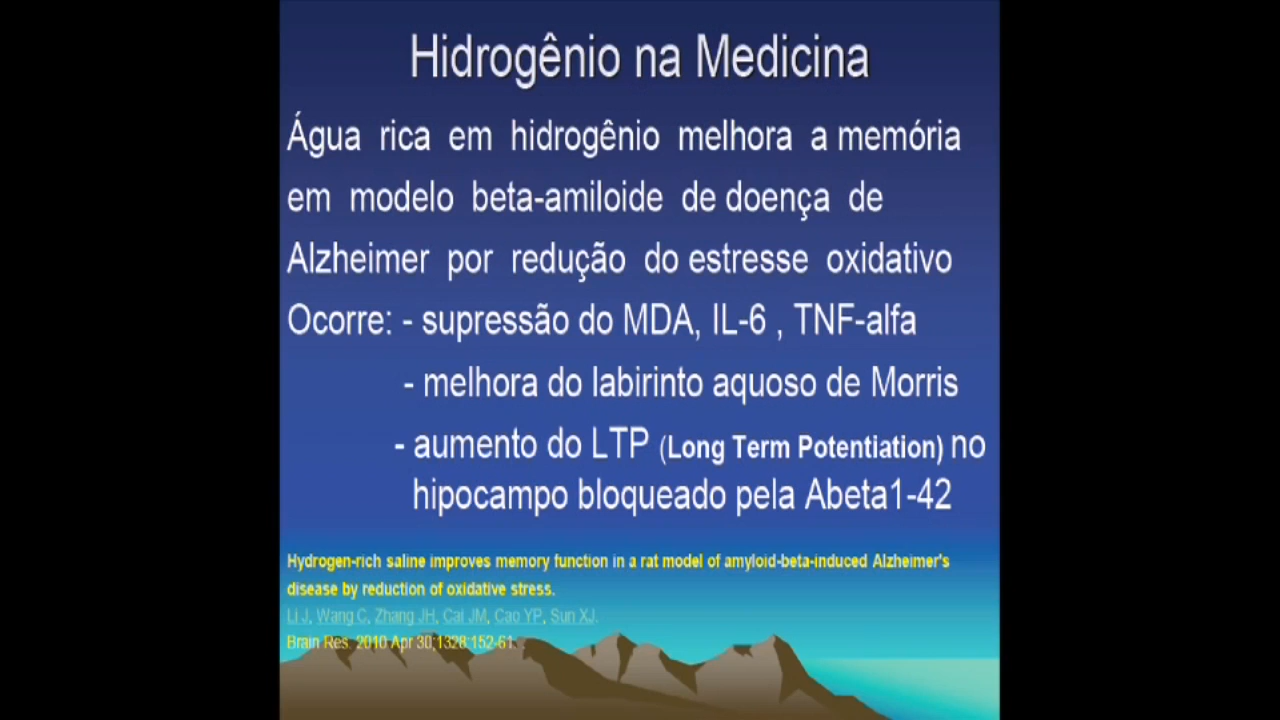 Hidrogênio na Medicina
Água rica em hidrogênio melhora a memória
em modelo beta-amiloide de doença de
Alzheimer por redução do estresse oxidativo
Ocorre: - supressão do MDA, IL-6 , TNF-alfa
- melhora do labirinto aquoso de Morris
- aumento do LTP (Long Term Potentiation) no
hipocampo bloqueado pela Abeta1-42
Hydrogen-rich saline improves memory function in a rat model of amyloid-beta-induced Alzheimer's
disease by reduction of oxidative stress.
Li J, Wang C, Zhang JH, Cai JM, Cao YP, Sun XJ.
Brain Res. 2010 Apr 30;1328:152-61.